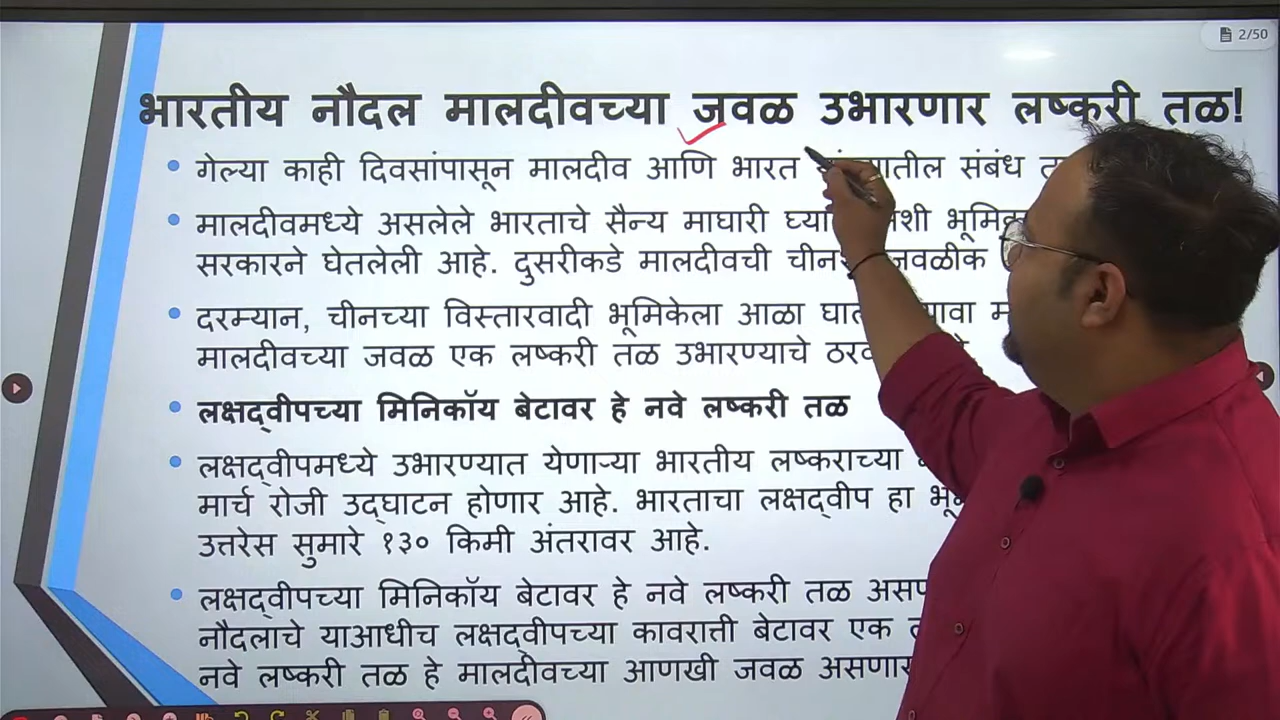 2/50
भारतीय नौदल मालदीवच्या जवळ उभारणार लष्करी तळ!
गेल्या काही दिवसांपासून मालदीव आणि भारत संबंध
मालदीवमध्ये असलेले भारताचे सैन्य माघारी
सरकारने घेतलेली आहे. दुसरीकडे मालदीवची जवळीक
दरम्यान, चीनच्या विस्तारवादी भूमिकेला आळा
मालदीवच्या जवळ एक लष्करी तळ उभारण्याचे
लक्षद्वीपच्या मिनिकॉय बेटावर हे नवे लष्करी तळ
लक्षद्वीपमध्ये उभारण्यात येणाऱ्या भारतीय लष्कराच्या
मार्च रोजी उद्घाटन होणार आहे. भारताचा लक्षद्वीप हा
उत्तरेस सुमारे १३० किमी अंतरावर आहे.
लक्षद्वीपच्या मिनिकॉय बेटावर हे नवे लष्करी तळ
नौदलाचे याआधीच लक्षद्वीपच्या कावरात्ती बेटावर एक
नवे लष्करी तळ हे मालदीवच्या आणखी जवळ